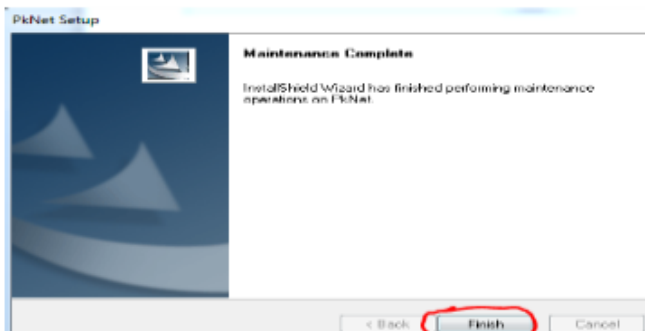 PkNet Setup
Maintenance Complete
InstallShield Wizard has finished performing maintenance
operations on PkNet.
< Back
Finish
Cancel